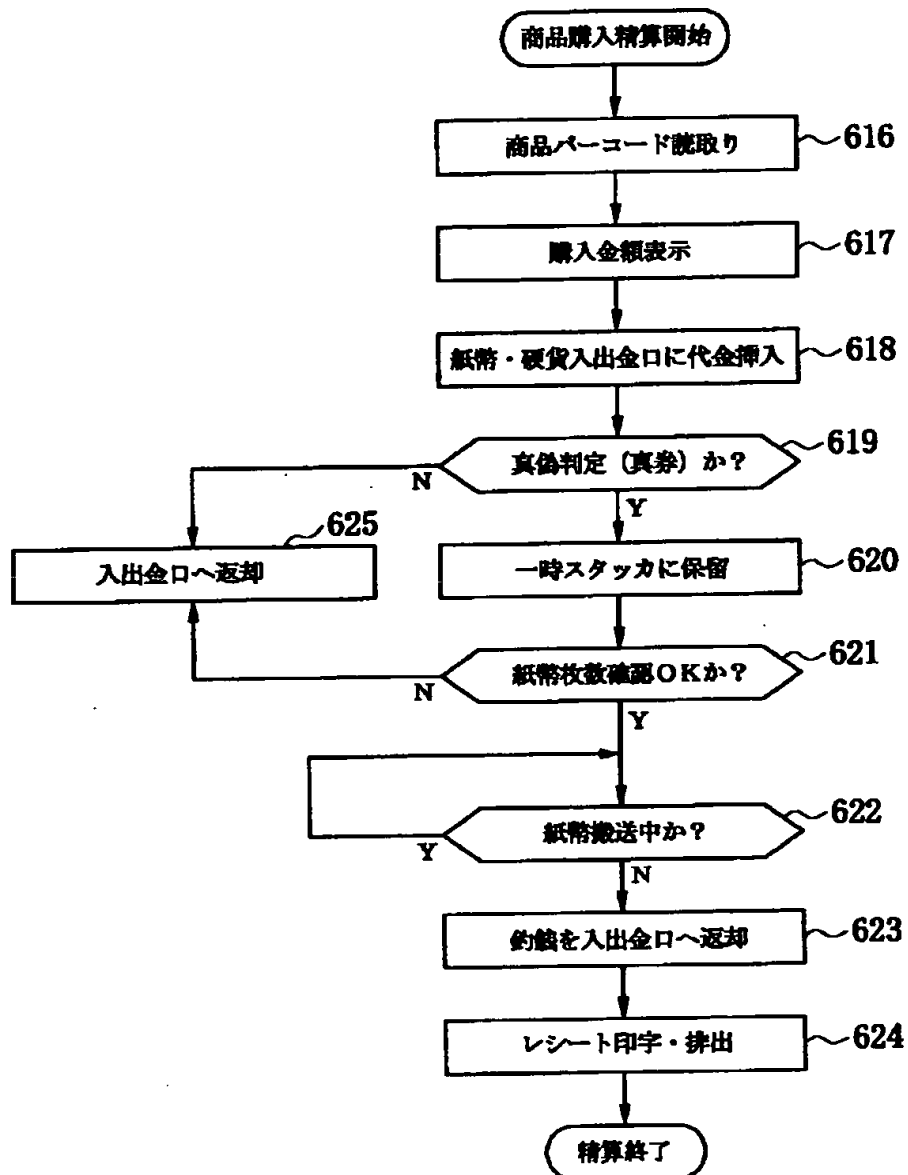 商品購入精算開始
商品バーコード読取り
616
購入金額表示
617
紙幣・硬貨入出金口に代金挿入
618
真偽判定（真券）か？
619
N
Y
625
入出金口へ返却
一時スタッカに保留
620
紙幣枚数確認ＯＫか？
621
N
Y
紙幣搬送中か？
622
Y
N
釣銭を入出金口へ返却
623
レシート印字・排出
624
精算終了